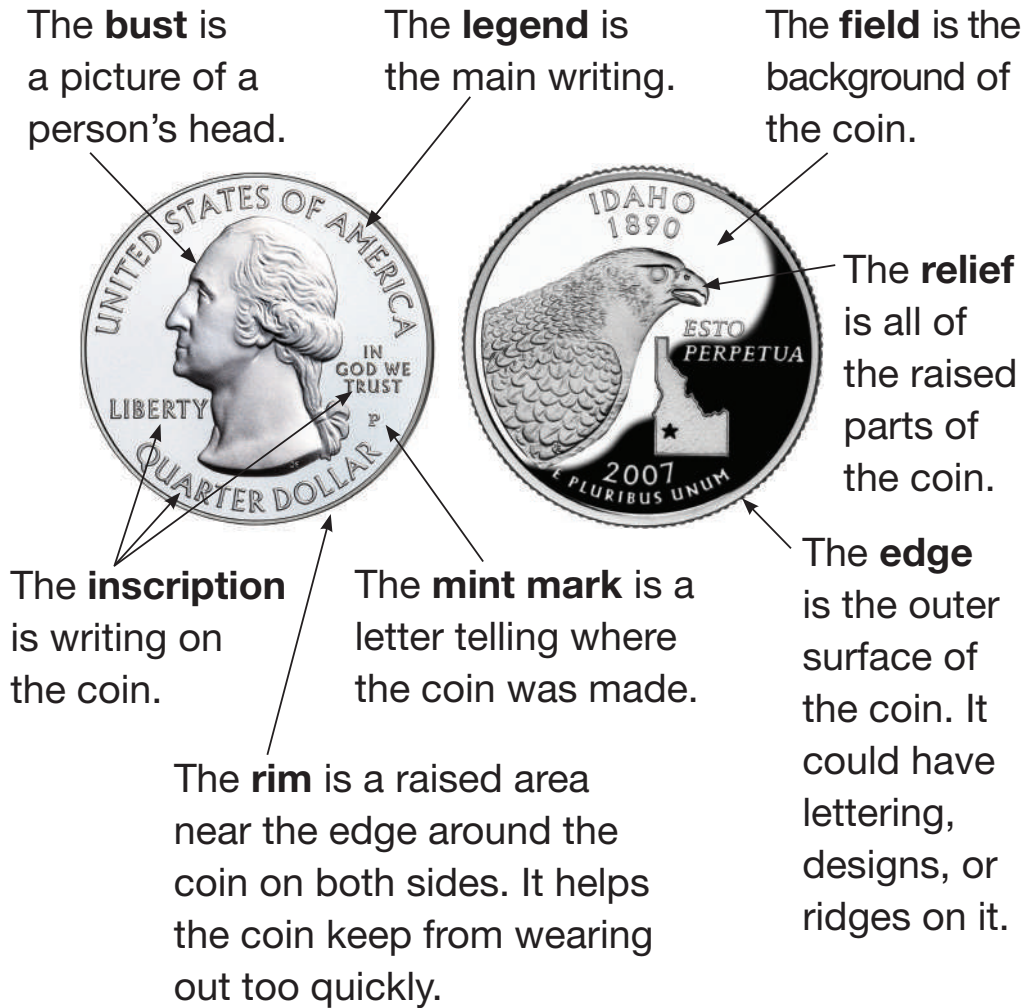 The bust is
a picture of a
person's head.
The legend is
the main writing.
The field is the
background of
the coin.
UNITED STATES OF AMERICA
IN
GOD WE
TRUST
LIBERTY
P
QUARTER DOLLAR
IDAHO
1890
ESTO
PERPETUA
2007
E PLURIBUS UNUM
The relief
is all of
the raised
parts of
the coin.
The inscription
is writing on
the coin.
The mint mark is a
letter telling where
the coin was made.
The edge
is the outer
surface of
the coin. It
could have
lettering,
designs, or
ridges on it.
The rim is a raised area
near the edge around the
coin on both sides. It helps
the coin keep from wearing
out too quickly.